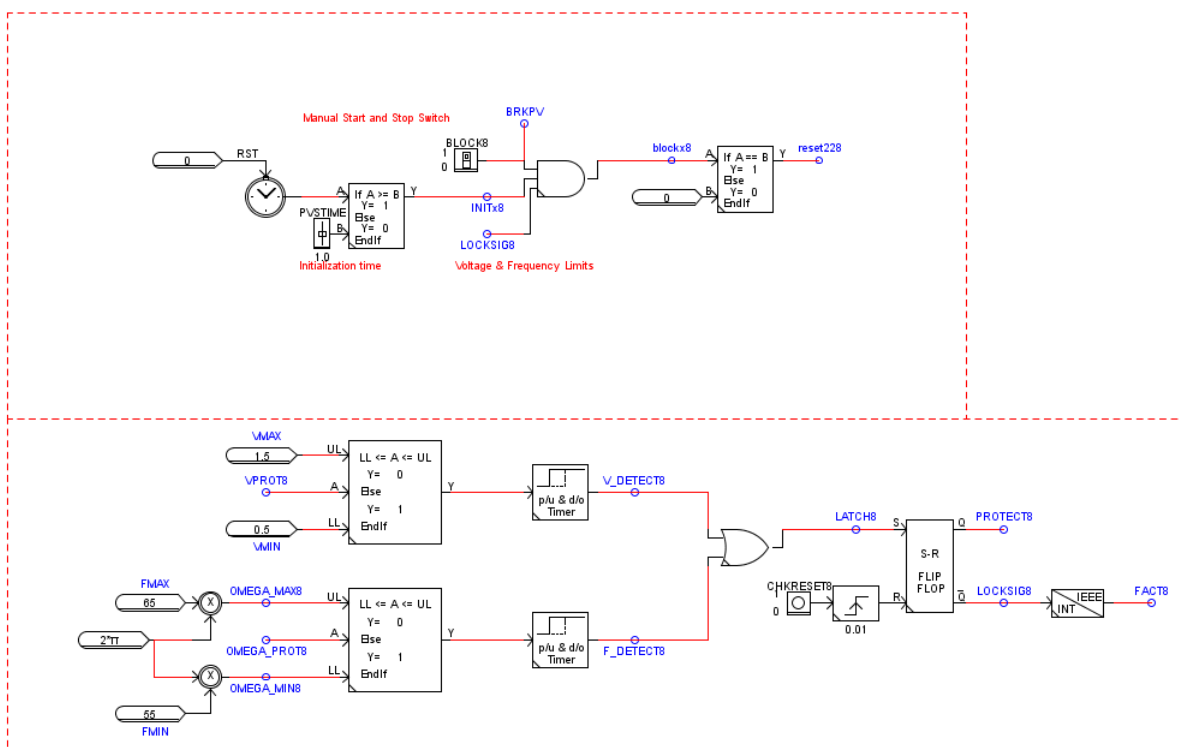 BRKPV
Manual Start and Stop Switch
BLOCK8
1
0
0
RST
blockx8
A
If A == B
Y= 1
Else
Y= 0
EndIf
Y
reset228
B
0
A
If A >= B
Y= 1
Else
Y= 0
EndIf
Y
INITx8
PVSTIME
B
1.0
LOCKSIG8
Initialization time
Voltage & Frequency Limits
VMAX
1.5
UL
LL <= A <= UL
Y= 0
Else
Y= 1
EndIf
VPROT8
A
Y
p/u & d/o
Timer
V_DETECT8
0.5
LL
VMIN
LATCH8
S
Q
PROTECT8
S-R
FLIP
FLOP
FMAX
65
X
OMEGA_MAX8
UL
LL <= A <= UL
Y= 0
Else
Y= 1
EndIf
CHKRESET8
1
0
0.01
R
Q
LOCKSIG8
IEEE
INT
FACT8
2*π
OMEGA_PROT8
A
Y
p/u & d/o
Timer
F_DETECT8
X
OMEGA_MIN8
LL
55
FMIN